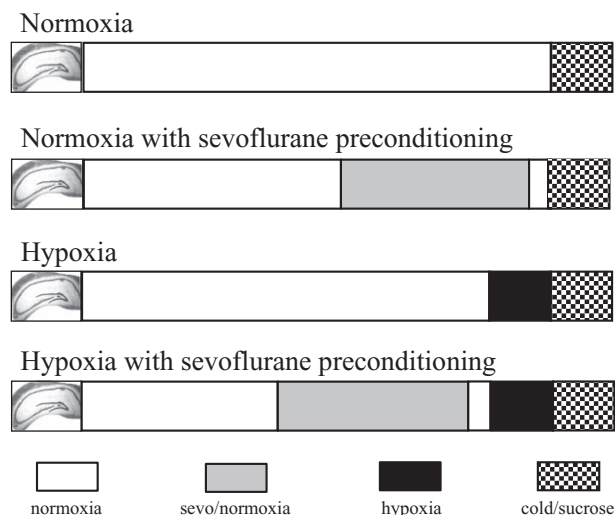 Normoxia
Normoxia with sevoflurane preconditioning
Hypoxia
Hypoxia with sevoflurane preconditioning
normoxia sevo/normoxia hypoxia cold/sucrose